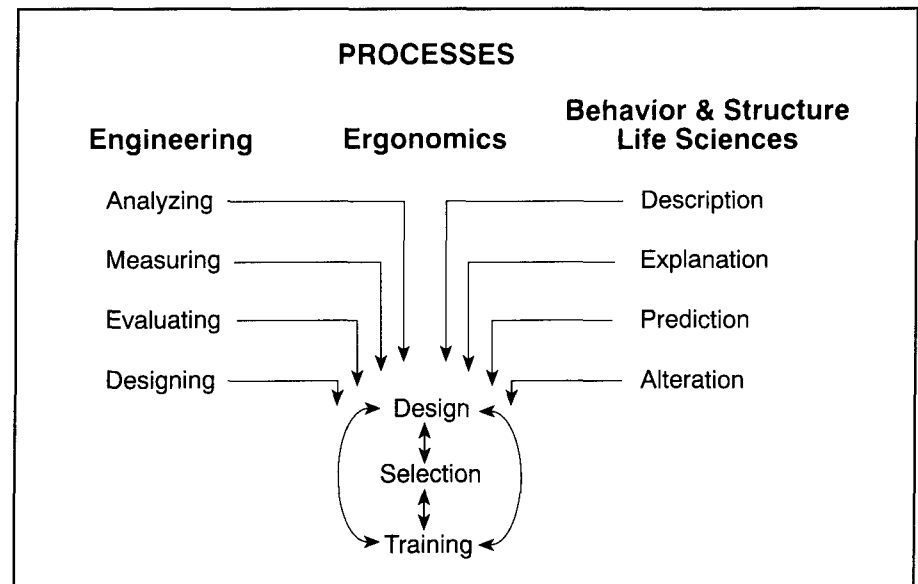 PROCESSES
Engineering
Ergonomics
Behavior & Structure
Life Sciences
Analyzing
Description
Measuring
Explanation
Evaluating
Prediction
Designing
Alteration
Design
Selection
Training